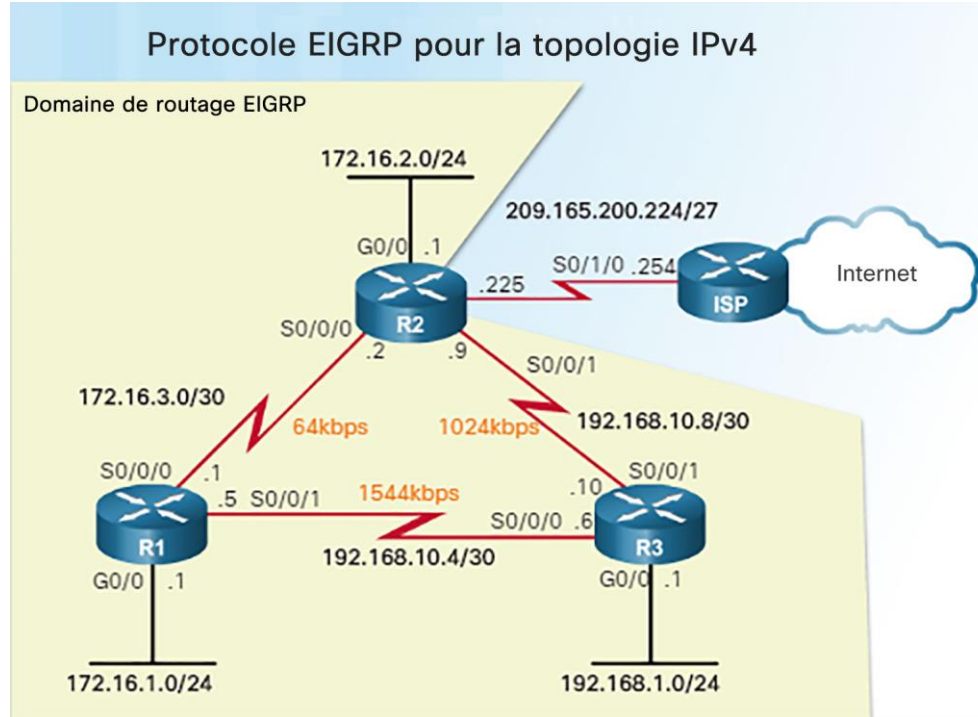 Protocole EIGRP pour la topologie IPv4
Domaine de routage EIGRP
172.16.2.0/24
209.165.200.224/27
G0/0 .1
S0/1/0 .254
.225
Internet
ISP
R2
S0/0/0
.2
.9
S0/0/1
172.16.3.0/30
64kbps
1024kbps
192.168.10.8/30
S0/0/0 .1
S0/0/1
.5 S0/0/1
1544kbps
.10
S0/0/0 .6
R1
R3
192.168.10.4/30
G0/0 .1
G0/0 .1
172.16.1.0/24
192.168.1.0/24